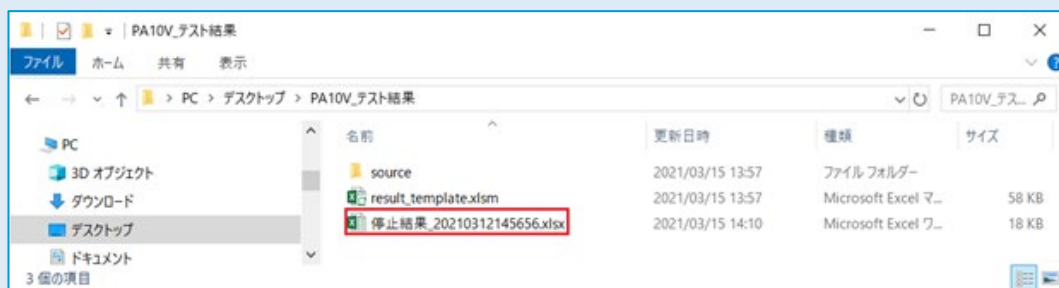 PA10V_テスト結果
ファイル ホーム 共有 表示
PC > デスクトップ > PA10V_テスト結果 PA10V_テス...
名前 更新日時 種類 サイズ
PC
3D オブジェクト
ダウンロード
デスクトップ
ドキュメント
source 2021/03/15 13:57 ファイル フォルダー
result_template.xlsm 2021/03/15 13:57 Microsoft Excel マ... 58 KB
停止結果_20210312145656.xlsx 2021/03/15 14:10 Microsoft Excel ワ... 18 KB
3 個の項目